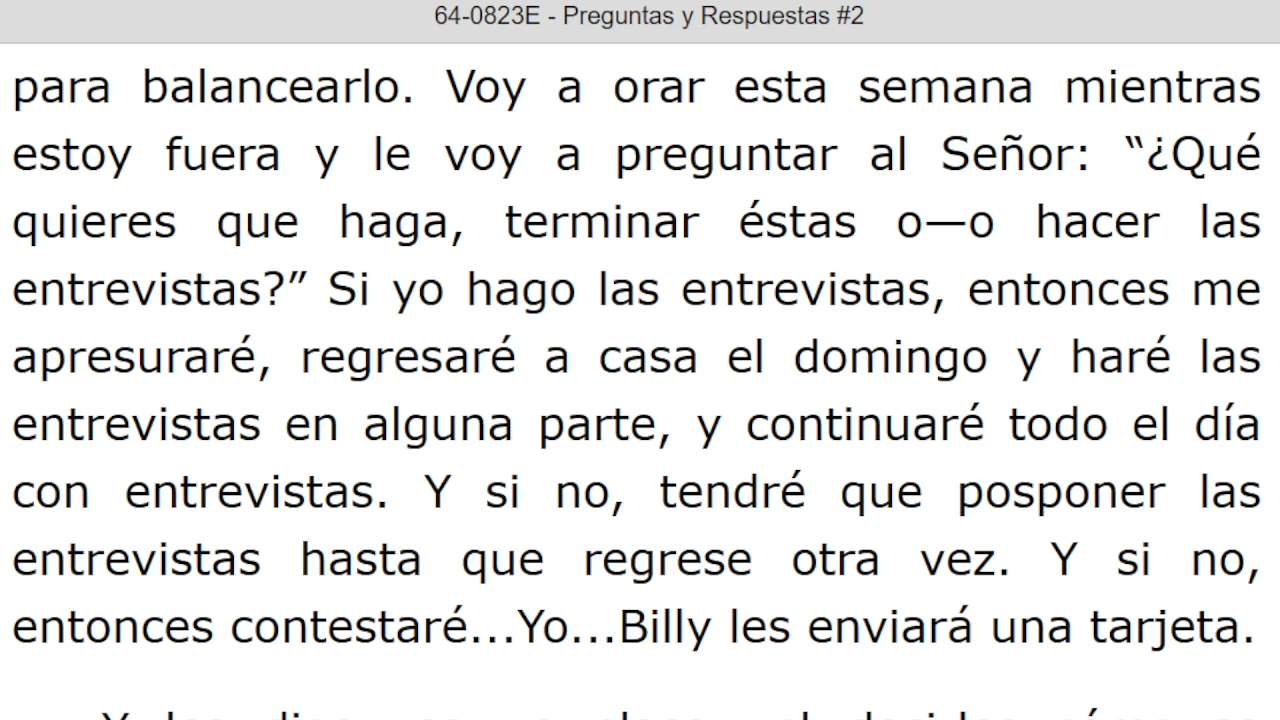 64-0823E - Preguntas y Respuestas #2
para balancearlo. Voy a orar esta semana mientras
estoy fuera y le voy a preguntar al Señor: “¿Qué
quieres que haga, terminar éstas o—o hacer las
entrevistas?” Si yo hago las entrevistas, entonces me
apresuraré, regresaré a casa el domingo y haré las
entrevistas en alguna parte, y continuaré todo el día
con entrevistas. Y si no, tendré que posponer las
entrevistas hasta que regrese otra vez. Y si no,
entonces contestaré...Yo...Billy les enviará una tarjeta.